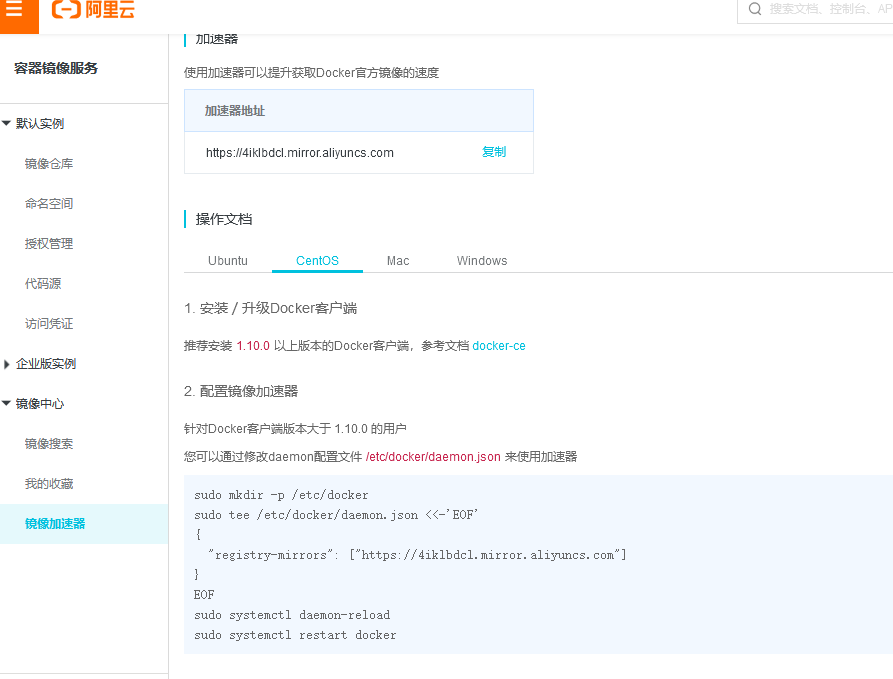 阿里云
搜索文档、控制台、AP
容器镜像服务
默认实例
镜像仓库
命名空间
授权管理
代码源
访问凭证
企业版实例
镜像中心
镜像搜索
我的收藏
镜像加速器
加速器
使用加速器可以提升获取Docker官方镜像的速度
加速器地址
https://4iklbdcl.mirror.aliyuncs.com 复制
操作文档
Ubuntu CentOS Mac Windows
1. 安装 / 升级Docker客户端
推荐安装 1.10.0 以上版本的Docker客户端，参考文档 docker-ce
2. 配置镜像加速器
针对Docker客户端版本大于 1.10.0 的用户
您可以通过修改daemon配置文件 /etc/docker/daemon.json 来使用加速器
sudo mkdir -p /etc/docker
sudo tee /etc/docker/daemon.json <<-'EOF'
{
"registry-mirrors": ["https://4iklbdcl.mirror.aliyuncs.com"]
}
EOF
sudo systemctl daemon-reload
sudo systemctl restart docker